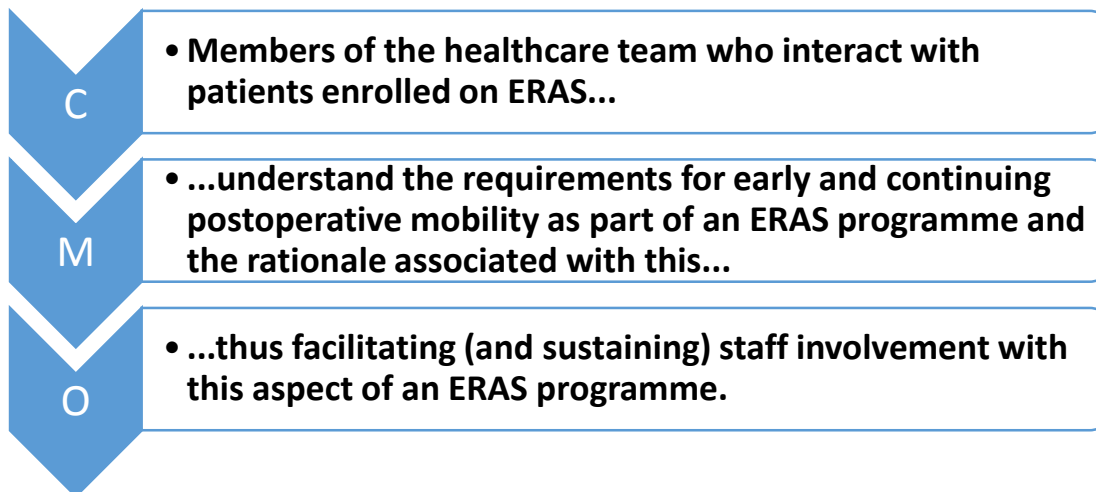 C
• Members of the healthcare team who interact with
patients enrolled on ERAS...
M
• ...understand the requirements for early and continuing
postoperative mobility as part of an ERAS programme and
the rationale associated with this...
O
• ...thus facilitating (and sustaining) staff involvement with
this aspect of an ERAS programme.